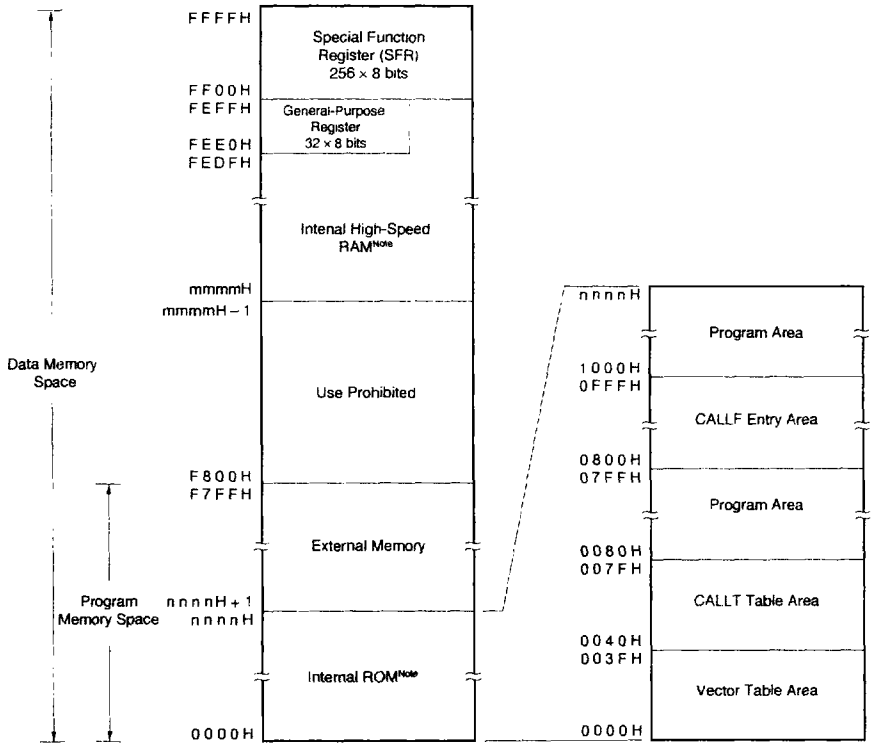 FFFFH
Special Function
Register (SFR)
256 × 8 bits
FF00H
FEFFH
General-Purpose
Register
32 × 8 bits
FEE0H
FEDFH
Intenal High-Speed
RAMNote
mmmmH
mmmmH – 1
Data Memory
Space
Use Prohibited
F800H
F7FFH
External Memory
Program
Memory Space
nnnnH + 1
nnnnH
Internal ROMNote
0000H
nnnnH
Program Area
1000H
0FFFH
CALLF Entry Area
0800H
07FFH
Program Area
0080H
007FH
CALLT Table Area
0040H
003FH
Vector Table Area
0000H